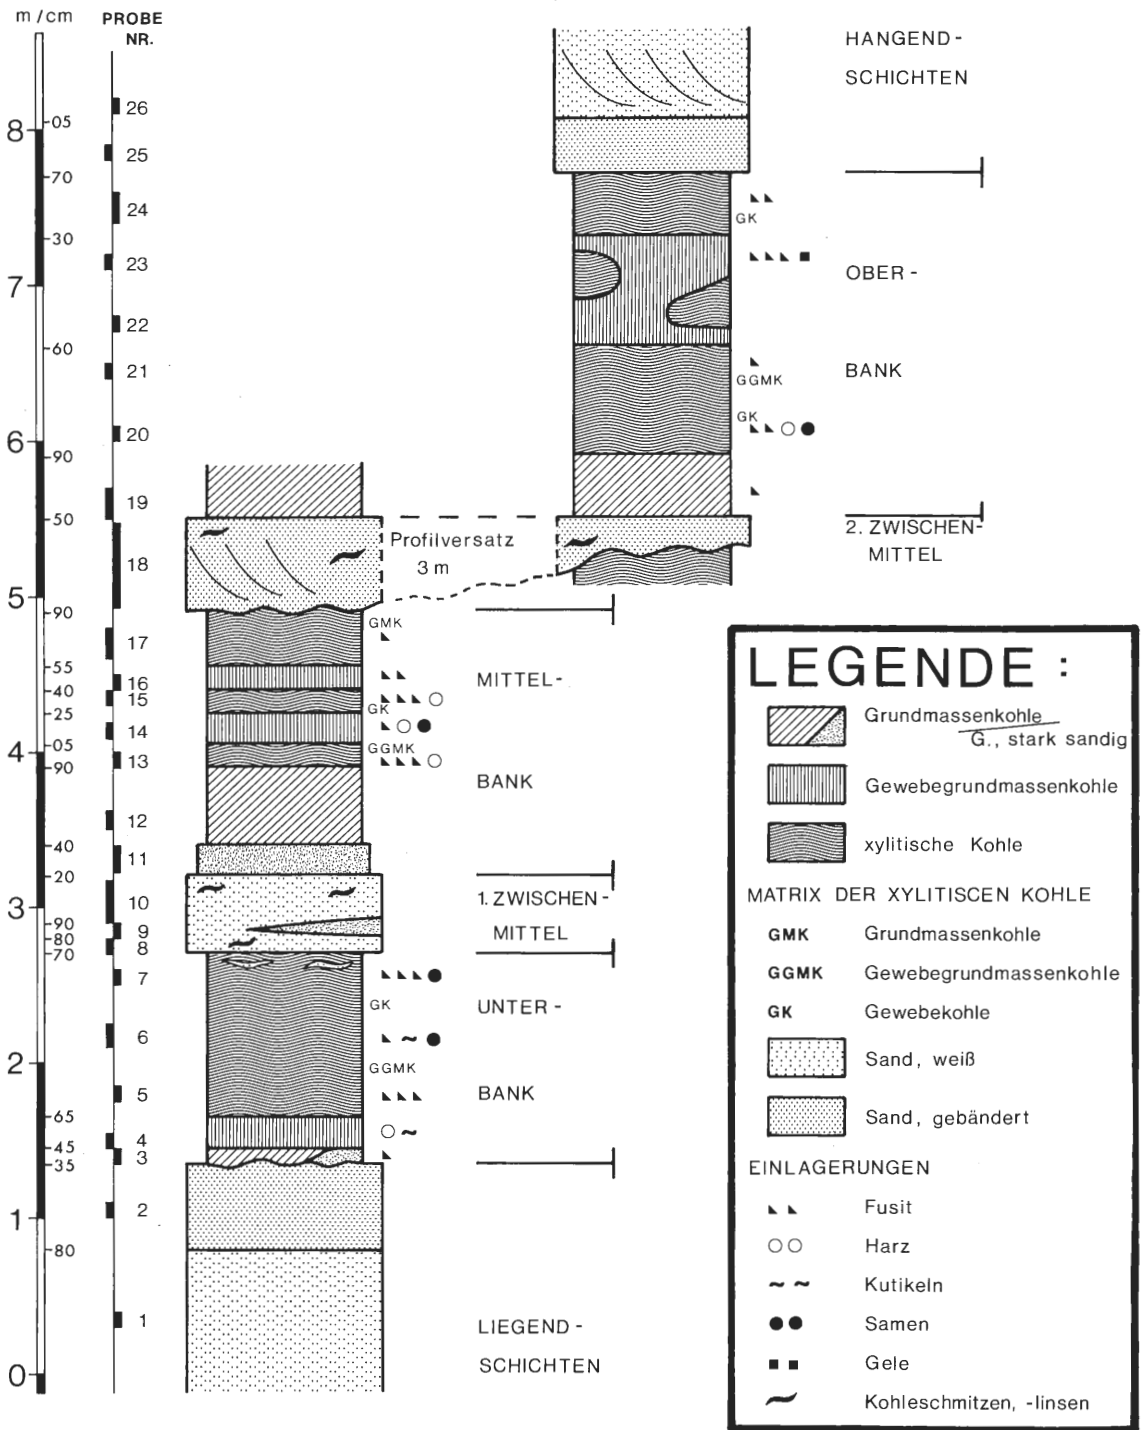 m/cm
PROBE
NR.
8
7
6
5
4
3
2
1
0
05
70
30
60
90
50
90
55
40
25
05
90
40
20
90
80
70
65
45
35
80
26
25
24
23
22
21
20
19
18
17
16
15
14
13
12
11
10
9
8
7
6
5
4
3
2
1
HANGEND-
SCHICHTEN
GK
OBER-
GGMK
BANK
GK
2. ZWISCHEN-
MITTEL
Profilversatz
3 m
GMK
MITTEL-
GK
GGMK
BANK
1. ZWISCHEN-
MITTEL
GK
UNTER-
GGMK
BANK
LIEGEND-
SCHICHTEN
LEGENDE :
Grundmassenkohle
G., stark sandig
Gewebegrundmassenkohle
xylitische Kohle
MATRIX DER XYLITISCEN KOHLE
GMK Grundmassenkohle
GGMK Gewebegrundmassenkohle
GK Gewebekohle
Sand, weiß
Sand, gebändert
EINLAGERUNGEN
Fusit
Harz
Kutikeln
Samen
Gele
Kohleschmitzen, -linsen